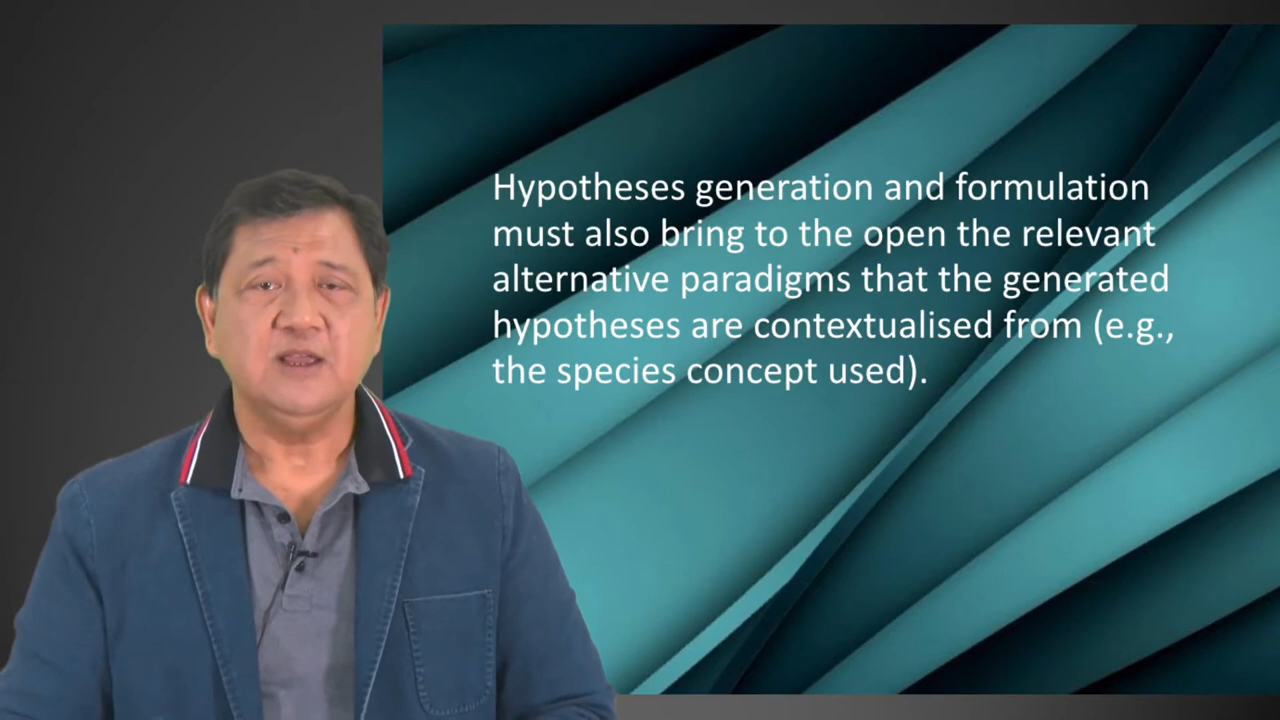 Hypotheses generation and formulation
must also bring to the open the relevant
alternative paradigms that the generated
hypotheses are contextualised from (e.g.,
the species concept used).